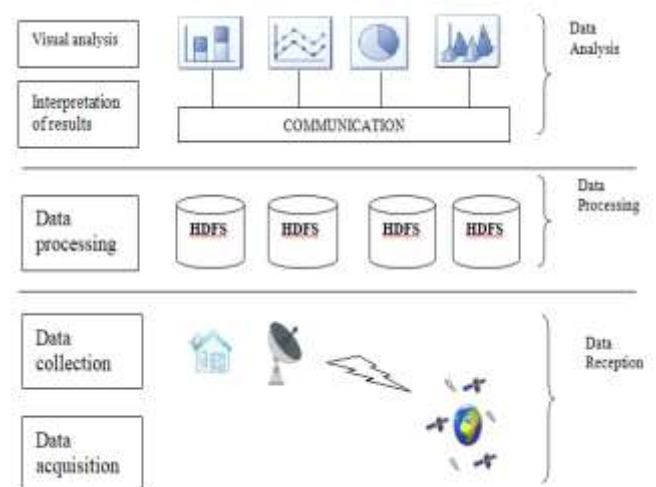 Visual analysis
Data
Analysis
Interpretation
of results
COMMUNICATION
Data
processing
HDFS
HDFS
HDFS
HDFS
Data
Processing
Data
collection
Data
Reception
Data
acquisition